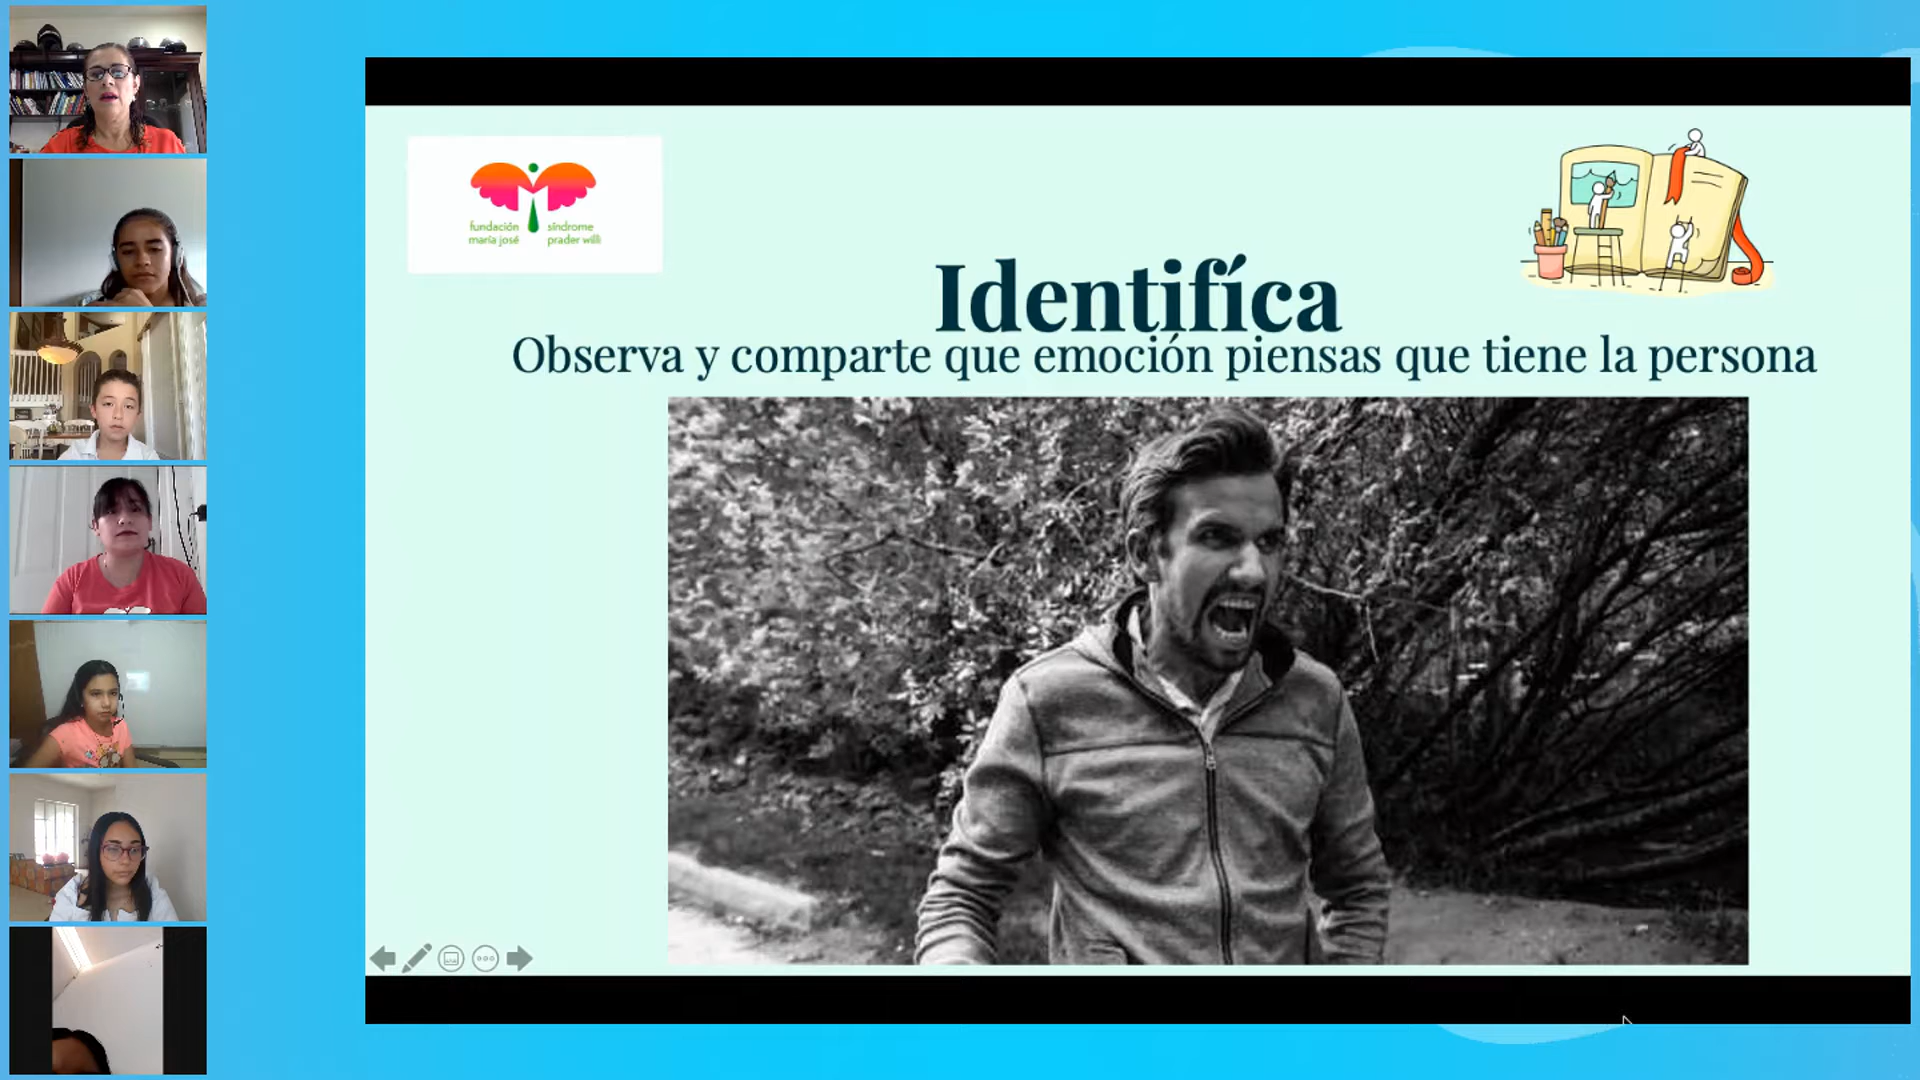 fundación síndrome
maría josé prader willi
Identifíca
Observa y comparte que emoción piensas que tiene la persona